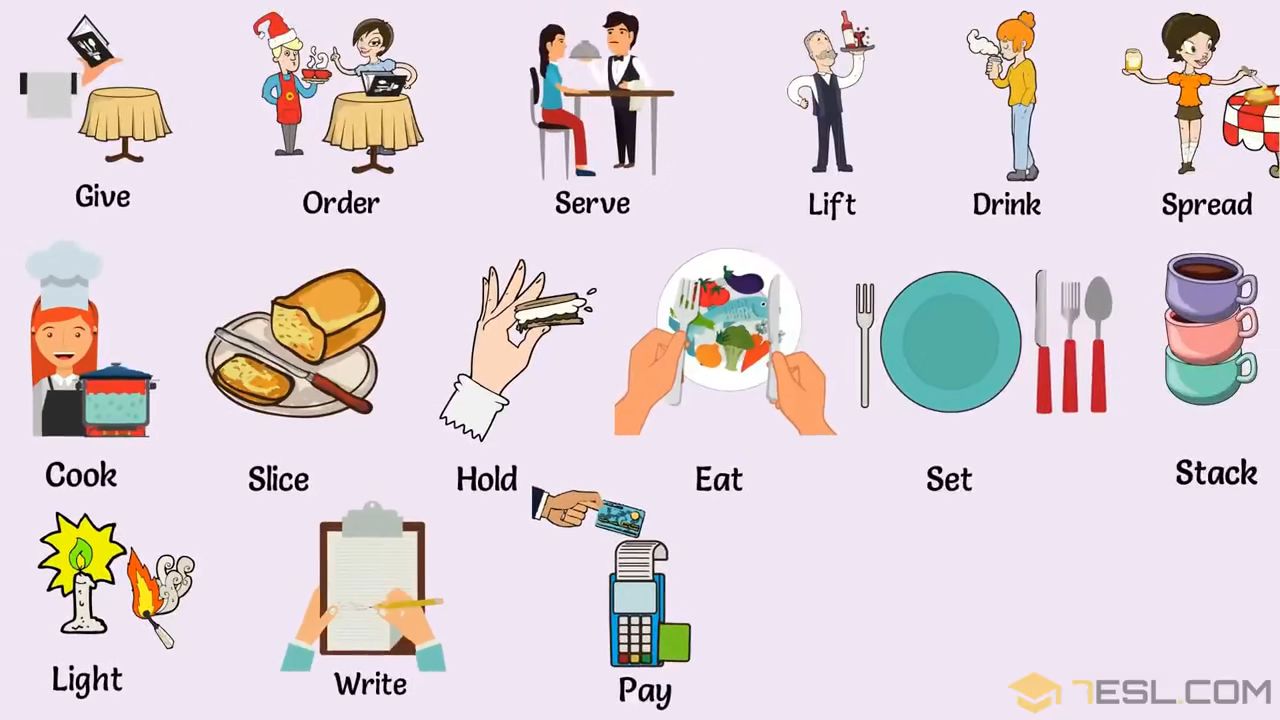 Give
Order
Serve
Lift
Drink
Spread
Cook
Slice
Hold
Eat
Set
Stack
Light
Write
Pay
7ESL.COM